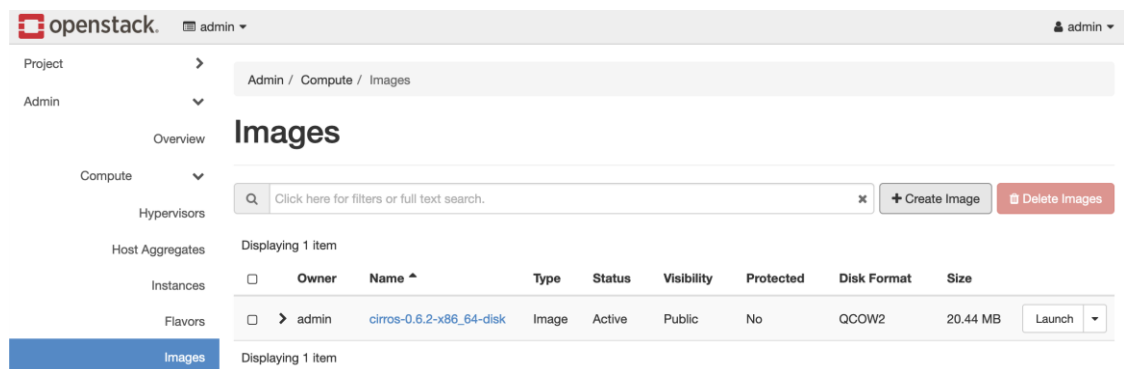 openstack. admin admin
Project
Admin
Overview
Compute
Hypervisors
Host Aggregates
Instances
Flavors
Images
Admin / Compute / Images
Images
Click here for filters or full text search. + Create Image Delete Images
Displaying 1 item
Owner Name Type Status Visibility Protected Disk Format Size
admin cirros-0.6.2-x86_64-disk Image Active Public No QCOW2 20.44 MB Launch
Displaying 1 item